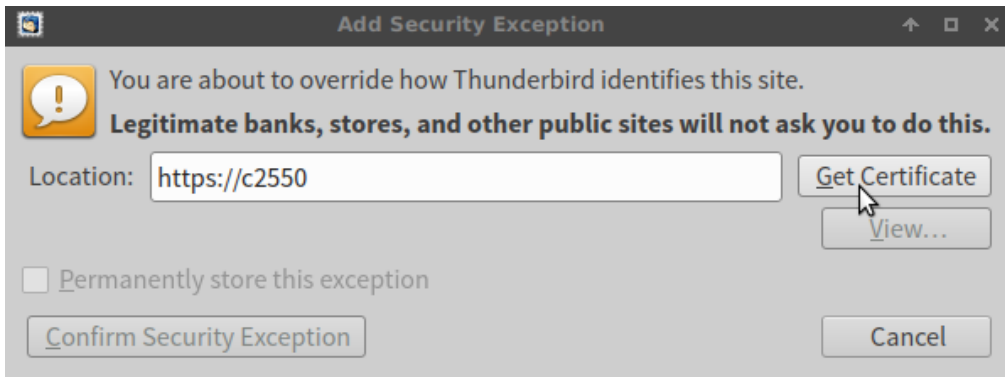 Add Security Exception
You are about to override how Thunderbird identifies this site.
Legitimate banks, stores, and other public sites will not ask you to do this.
Location: https://c2550 Get Certificate
View…
Permanently store this exception
Confirm Security Exception Cancel